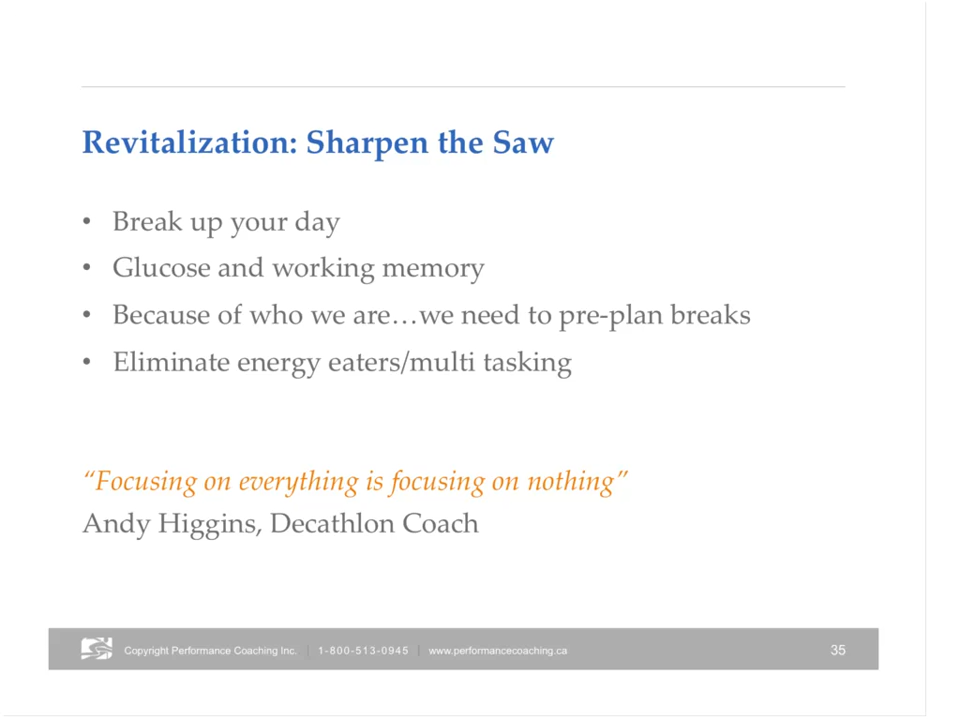 Revitalization: Sharpen the Saw
• Break up your day
• Glucose and working memory
• Because of who we are…we need to pre-plan breaks
• Eliminate energy eaters/multi tasking
“Focusing on everything is focusing on nothing”
Andy Higgins, Decathlon Coach
Copyright Performance Coaching Inc. | 1-800-513-0945 | www.performancecoaching.ca 35